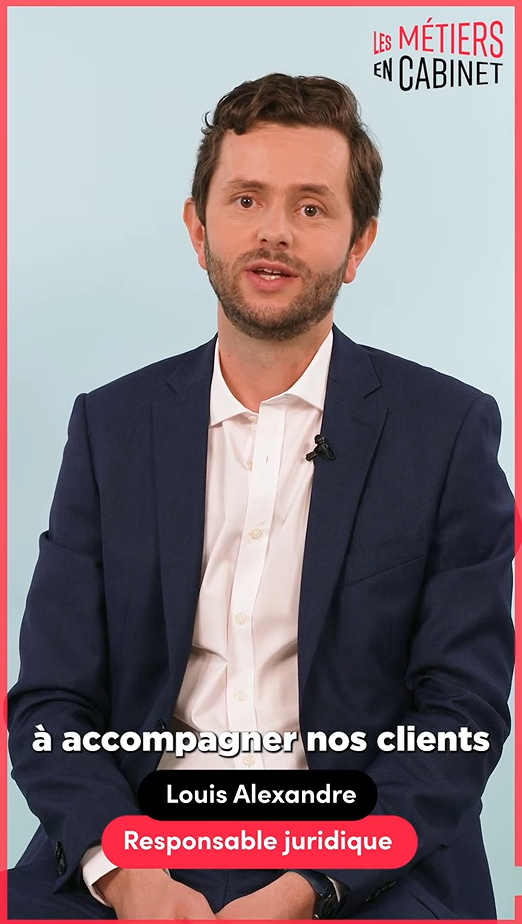 LES MÉTIERS
EN CABINET
à accompagner nos clients
Louis Alexandre
Responsable juridique